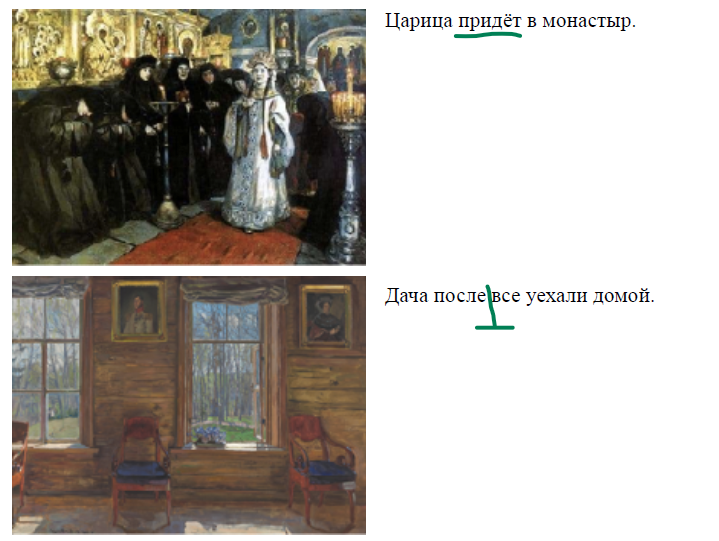 Царица придёт в монастыр.
Дача после все уехали домой.